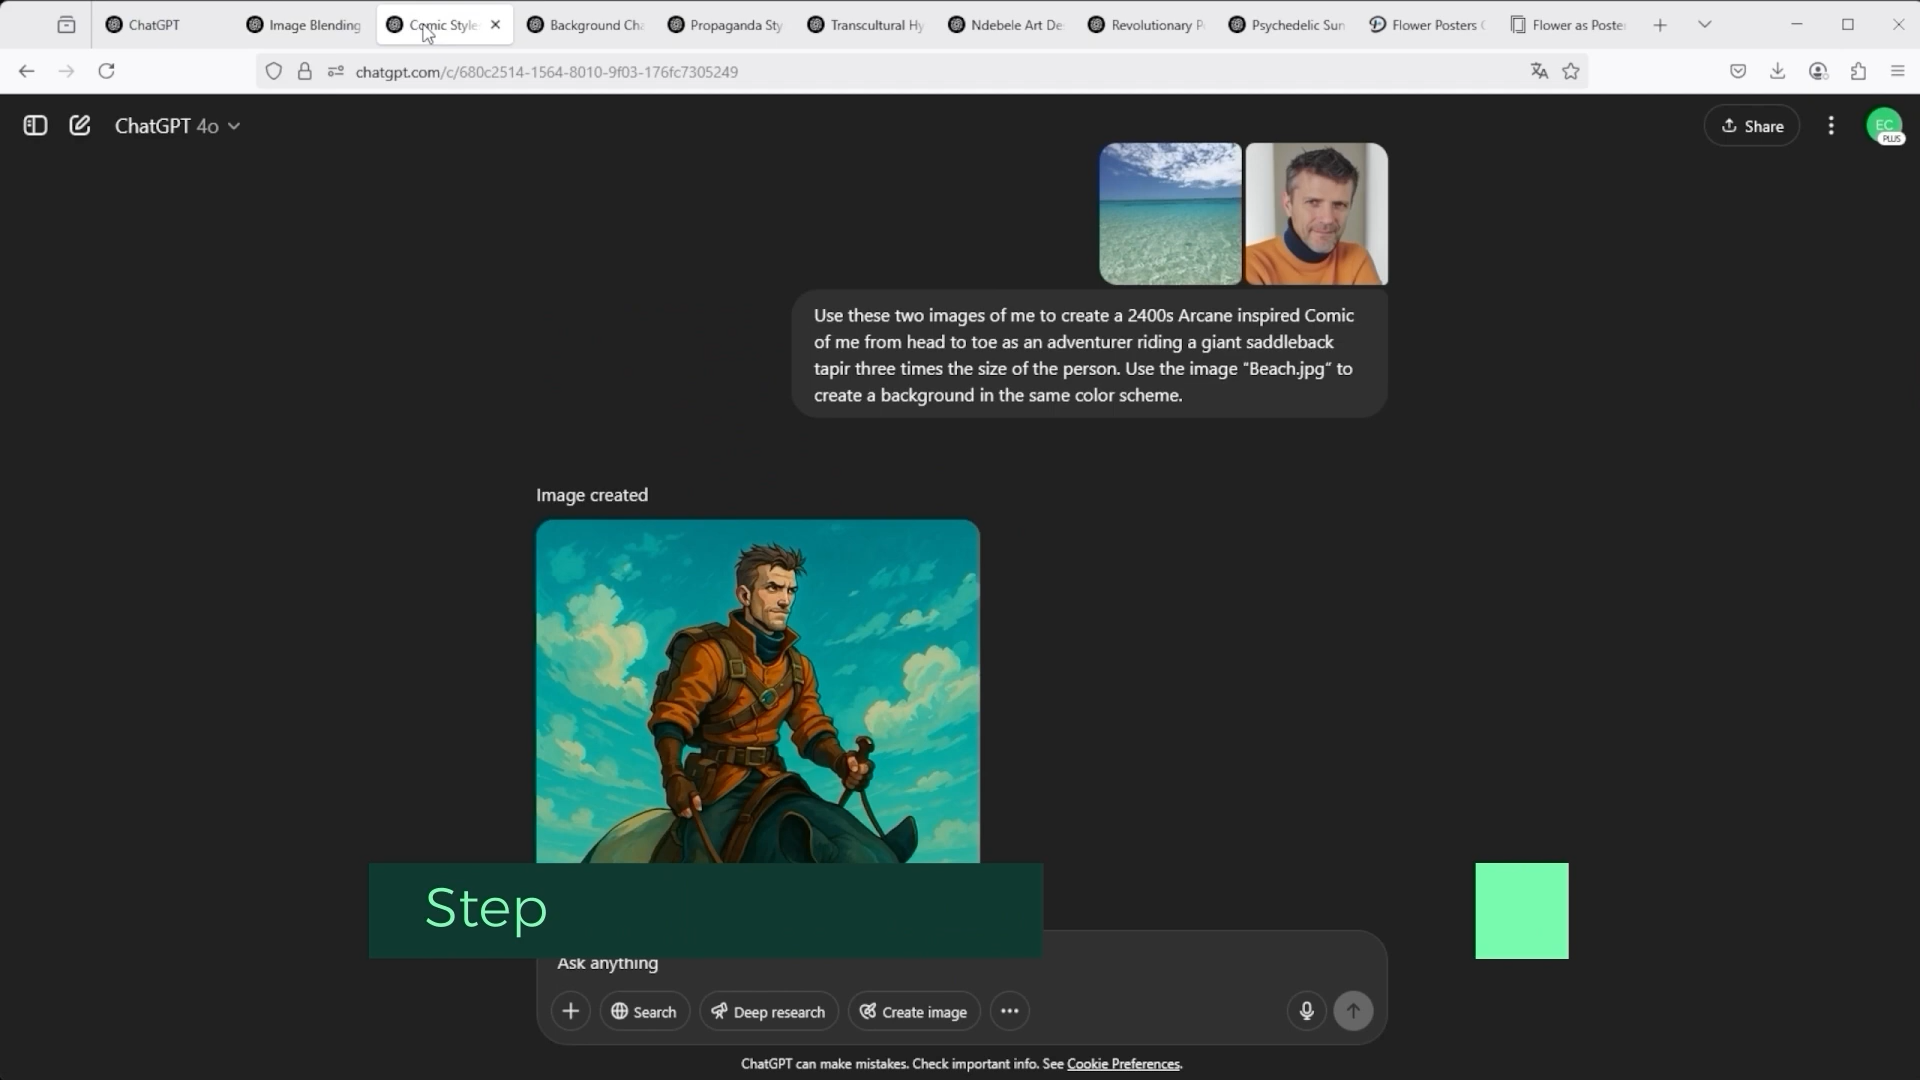 ChatGPT
Image Blending
Comic Style
Background Cha
Propaganda Sty
Transcultural Hy
Ndebele Art De
Revolutionary P
Psychedelic Sun
Flower Posters
Flower as Poste
chatgpt.com/c/680c2514-1564-8010-9f03-176fc7305249
ChatGPT 4o
Share
EC
PLUS
Use these two images of me to create a 2400s Arcane inspired Comic
of me from head to toe as an adventurer riding a giant saddleback
tapir three times the size of the person. Use the image “Beach.jpg” to
create a background in the same color scheme.
Image created
Step
Ask anything
Search
Deep research
Create image
ChatGPT can make mistakes. Check important info. See Cookie Preferences.